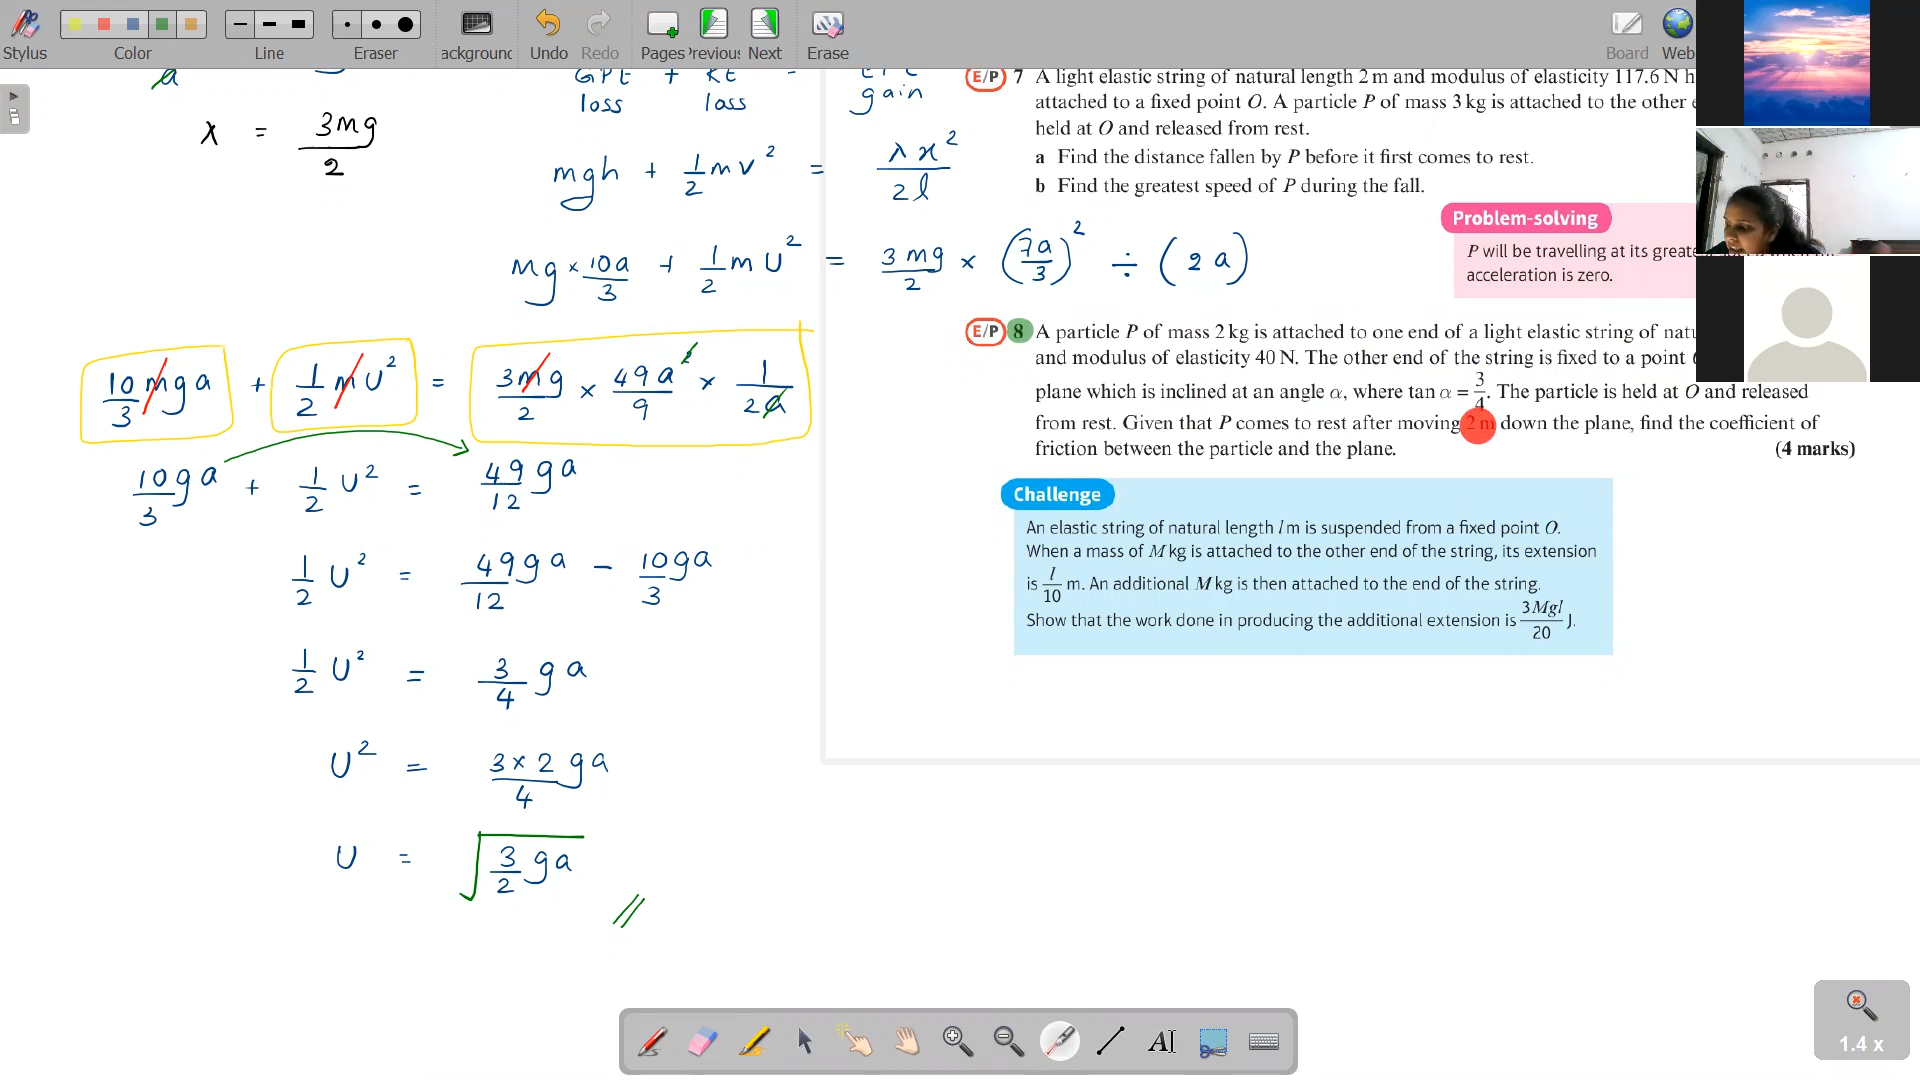 Stylus Color Line Eraser ackground Undo Redo Pages Previous Next Erase Board Web
a
GPE + KE = EPE
loss loss gain
λ = 3mg/2
mgh + 1/2 mv² = λx²/2l
mg × 10a/3 + 1/2 m U² = 3mg/2 × (7a/3)² ÷ (2a)
10/3 mga + 1/2 mU² = 3mg/2 × 49a²/9 × 1/2a
10/3 ga + 1/2 U² = 49/12 ga
1/2 U² = 49ga/12 − 10ga/3
1/2 U² = 3/4 ga
U² = 3×2/4 ga
U = √(3/2 ga)
E/P 7 A light elastic string of natural length 2 m and modulus of elasticity 117.6 N h
attached to a fixed point O. A particle P of mass 3 kg is attached to the other e
held at O and released from rest.
a Find the distance fallen by P before it first comes to rest.
b Find the greatest speed of P during the fall.
Problem-solving
P will be travelling at its greate
acceleration is zero.
E/P 8 A particle P of mass 2 kg is attached to one end of a light elastic string of natu
and modulus of elasticity 40 N. The other end of the string is fixed to a point
plane which is inclined at an angle α, where tan α = 3/4. The particle is held at O and released
from rest. Given that P comes to rest after moving 2 m down the plane, find the coefficient of
friction between the particle and the plane. (4 marks)
Challenge
An elastic string of natural length l m is suspended from a fixed point O.
When a mass of M kg is attached to the other end of the string, its extension
is l/10 m. An additional M kg is then attached to the end of the string.
Show that the work done in producing the additional extension is 3Mgl/20 J.
1.4 x